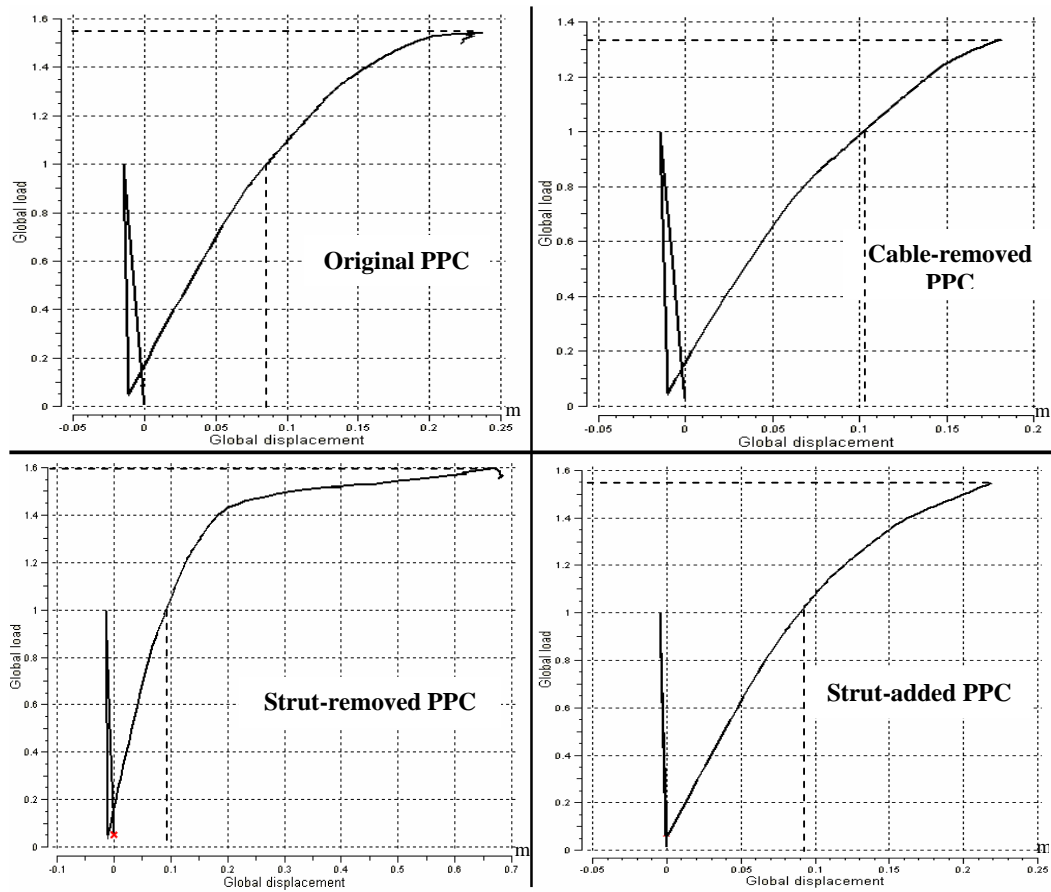 1.6
1.4
1.2
1
0.8
0.6
0.4
0.2
0
Global load
Original PPC
-0.05 0 0.05 0.1 0.15 0.2 0.25 m
Global displacement
1.4
1.2
1
0.8
0.6
0.4
0.2
0
Global load
Cable-removed
PPC
-0.05 0 0.05 0.1 0.15 0.2 m
Global displacement
1.6
1.4
1.2
1
0.8
0.6
0.4
0.2
0
Global load
Strut-removed PPC
-0.1 0 0.1 0.2 0.3 0.4 0.5 0.6 0.7 m
Global displacement
1.6
1.4
1.2
1
0.8
0.6
0.4
0.2
0
Global load
Strut-added PPC
-0.05 0 0.05 0.1 0.15 0.2 0.25 m
Global displacement